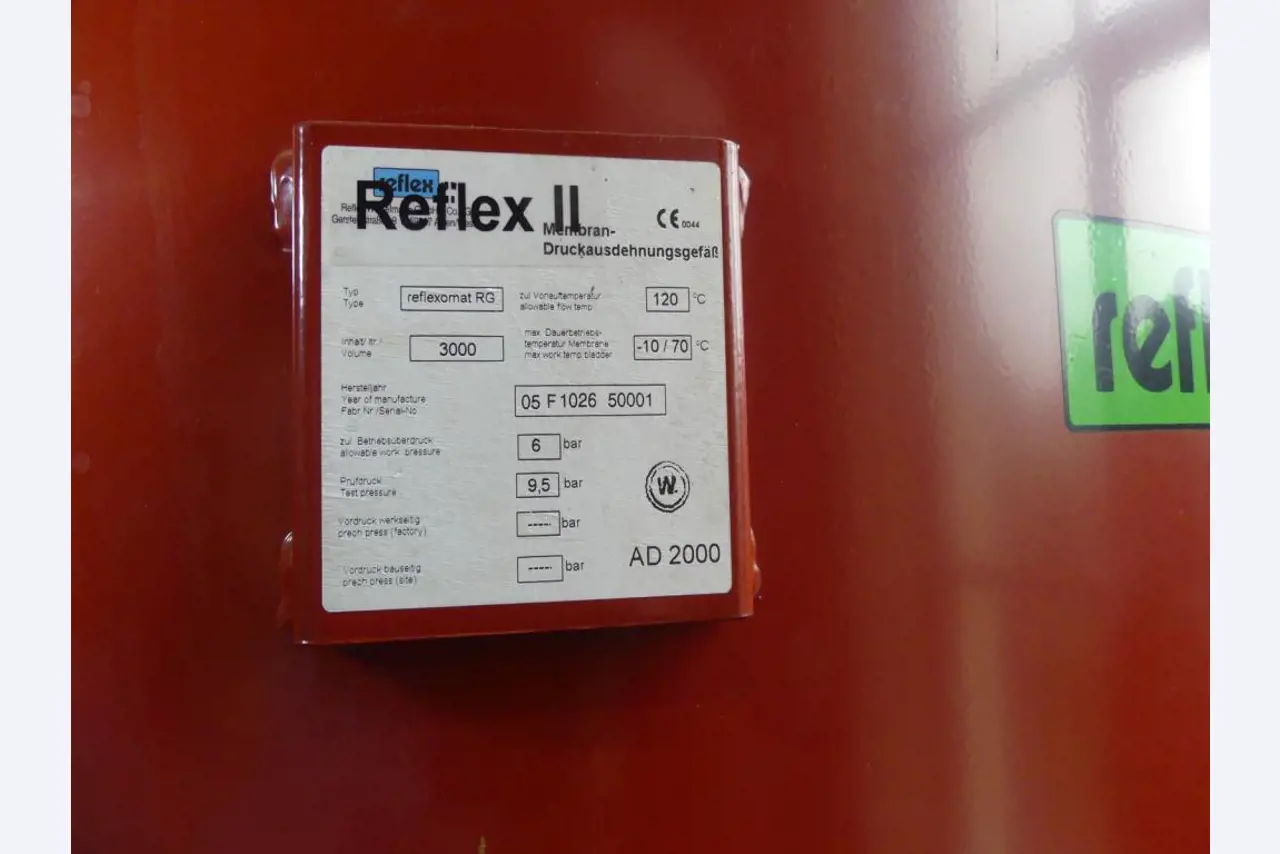 reflex
Reflex II
CE 0044
Membran-
Druckausdehnungsgefäß
Typ
Type
reflexomat RG
zul Vorlauftemperatur
allowable flow temp
120 °C
Inhalt/ ltr./
Volume
3000
max. Dauerbetriebs-
temperatur Membrane
max work temp bladder
-10 / 70 °C
Herstelljahr
Year of manufacture
Fabr Nr /Serial-No
05 F 1026 50001
zul Betriebsüberdruck
allowable work pressure
6 bar
Prüfdruck
Test pressure
9,5 bar
Vordruck werkseitig
prech press (factory)
----- bar
Vordruck bauseitig
prech press (site)
----- bar
W.
AD 2000